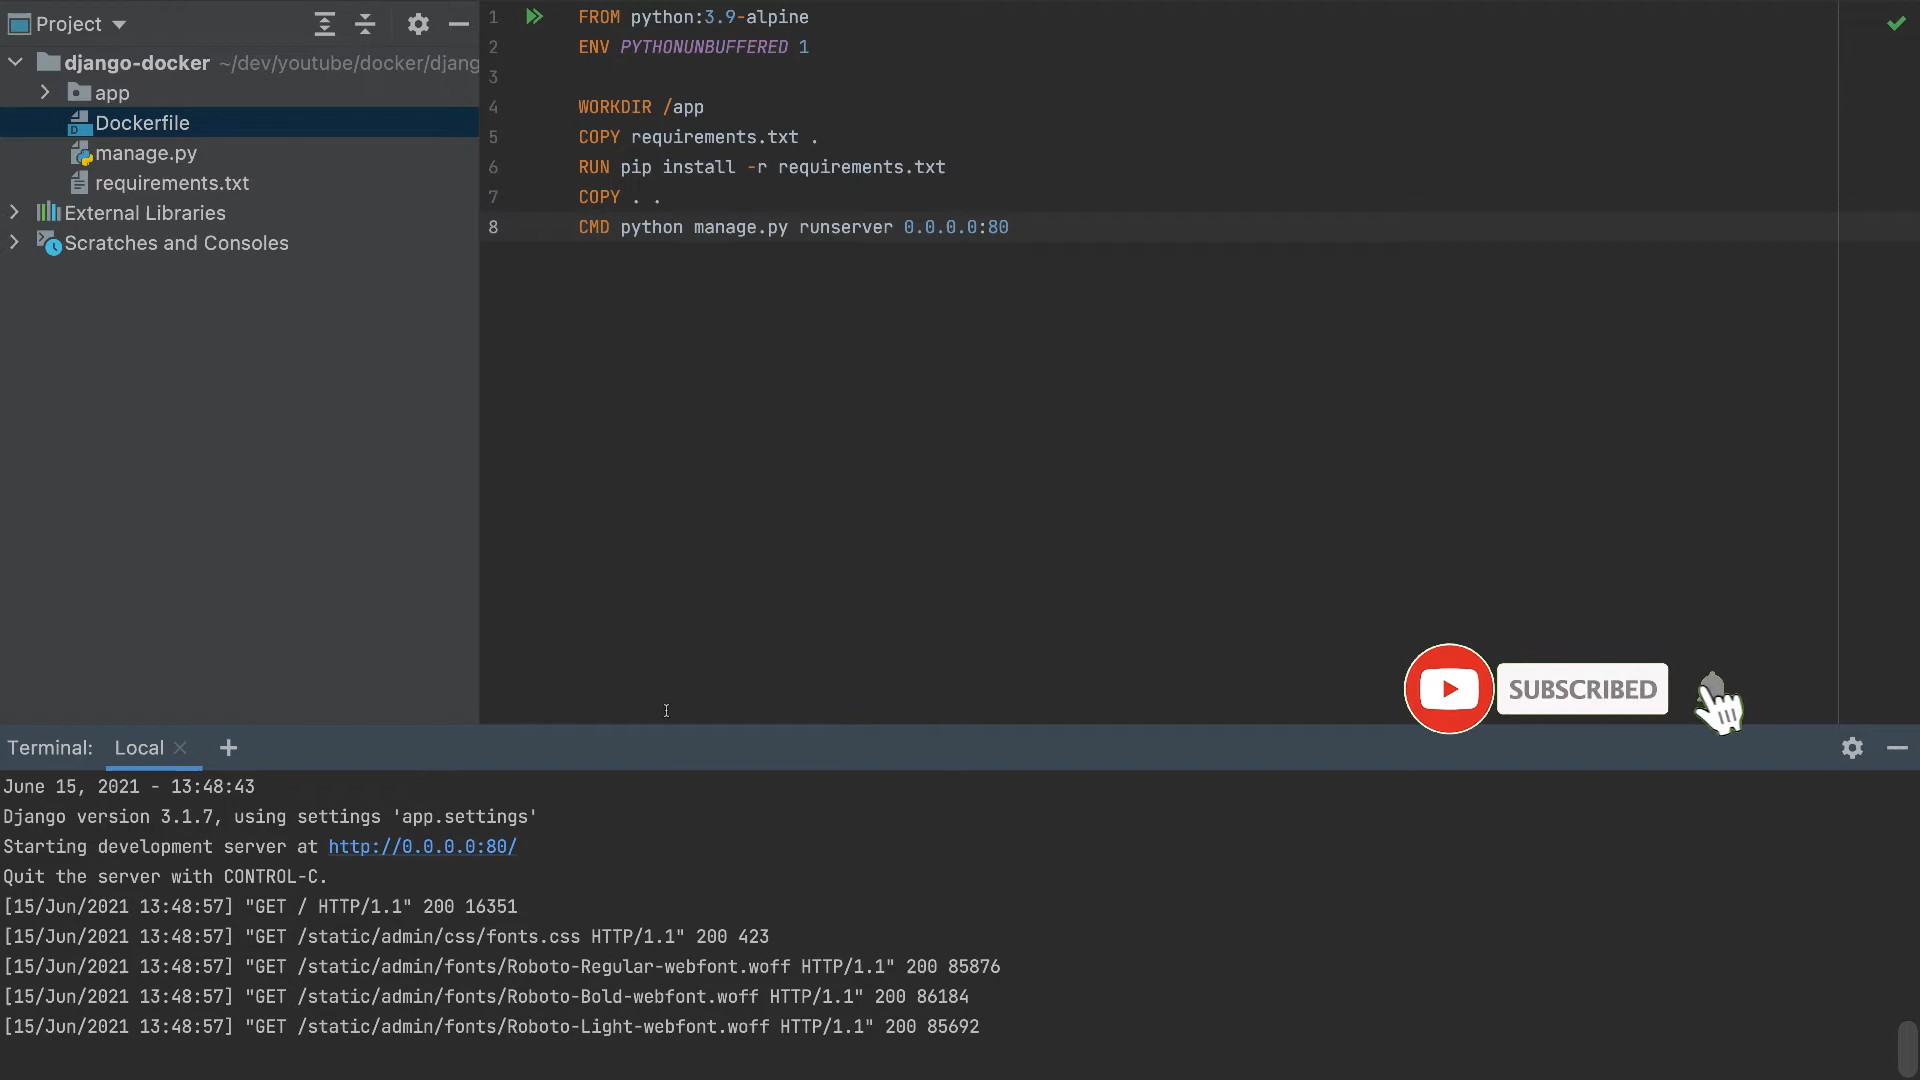 Project
django-docker ~/dev/youtube/docker/djang
app
Dockerfile
manage.py
requirements.txt
External Libraries
Scratches and Consoles
1 FROM python:3.9-alpine
2 ENV PYTHONUNBUFFERED 1
3
4 WORKDIR /app
5 COPY requirements.txt .
6 RUN pip install -r requirements.txt
7 COPY . .
8 CMD python manage.py runserver 0.0.0.0:80
SUBSCRIBED
Terminal: Local
June 15, 2021 - 13:48:43
Django version 3.1.7, using settings 'app.settings'
Starting development server at http://0.0.0.0:80/
Quit the server with CONTROL-C.
[15/Jun/2021 13:48:57] "GET / HTTP/1.1" 200 16351
[15/Jun/2021 13:48:57] "GET /static/admin/css/fonts.css HTTP/1.1" 200 423
[15/Jun/2021 13:48:57] "GET /static/admin/fonts/Roboto-Regular-webfont.woff HTTP/1.1" 200 85876
[15/Jun/2021 13:48:57] "GET /static/admin/fonts/Roboto-Bold-webfont.woff HTTP/1.1" 200 86184
[15/Jun/2021 13:48:57] "GET /static/admin/fonts/Roboto-Light-webfont.woff HTTP/1.1" 200 85692